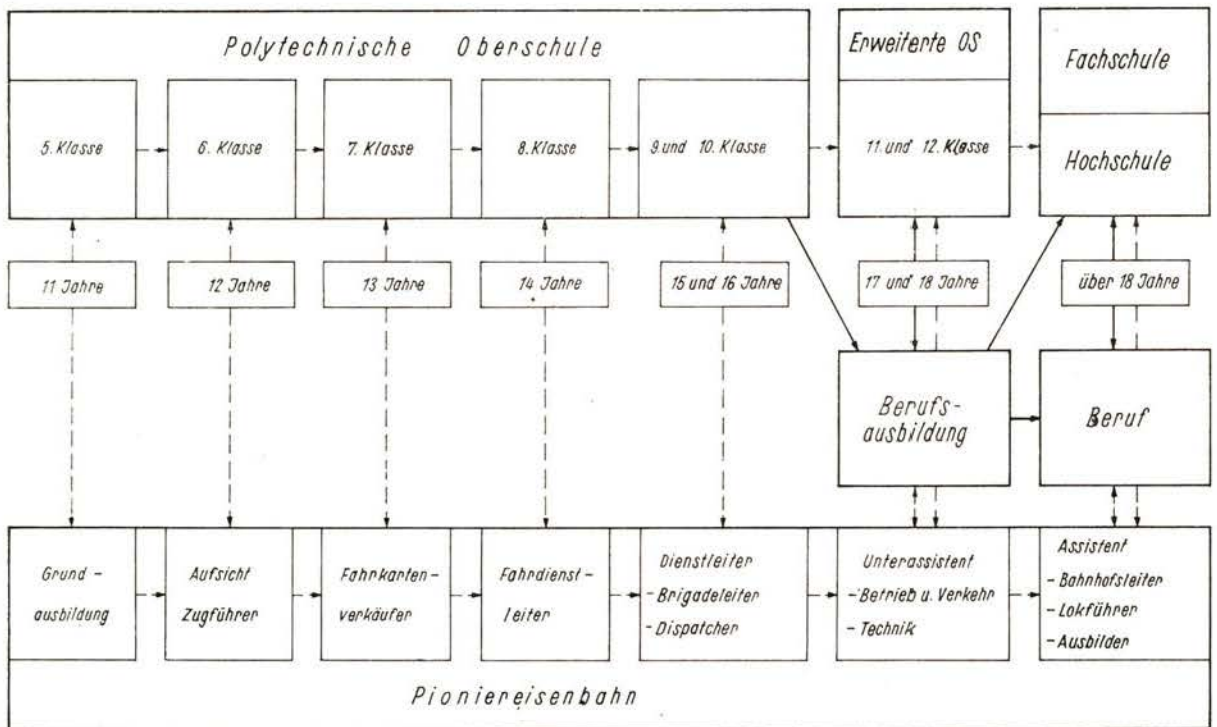 Polytechnische Oberschule
Erweiterte OS
Fachschule
5. Klasse
6. Klasse
7. Klasse
8. Klasse
9. und 10. Klasse
11. und 12. Klasse
Hochschule
11 Jahre
12 Jahre
13 Jahre
14 Jahre
15 und 16 Jahre
17 und 18 Jahre
über 18 Jahre
Berufs-
ausbildung
Beruf
Grund-
ausbildung
Aufsicht
Zugführer
Fahrkarten-
verkäufer
Fahrdienst-
leiter
Dienstleiter
- Brigadeleiter
- Dispatcher
Unterassistent
- Betrieb u. Verkehr
- Technik
Assistent
- Bahnhofsleiter
- Lokführer
- Ausbilder
Pioniereisenbahn